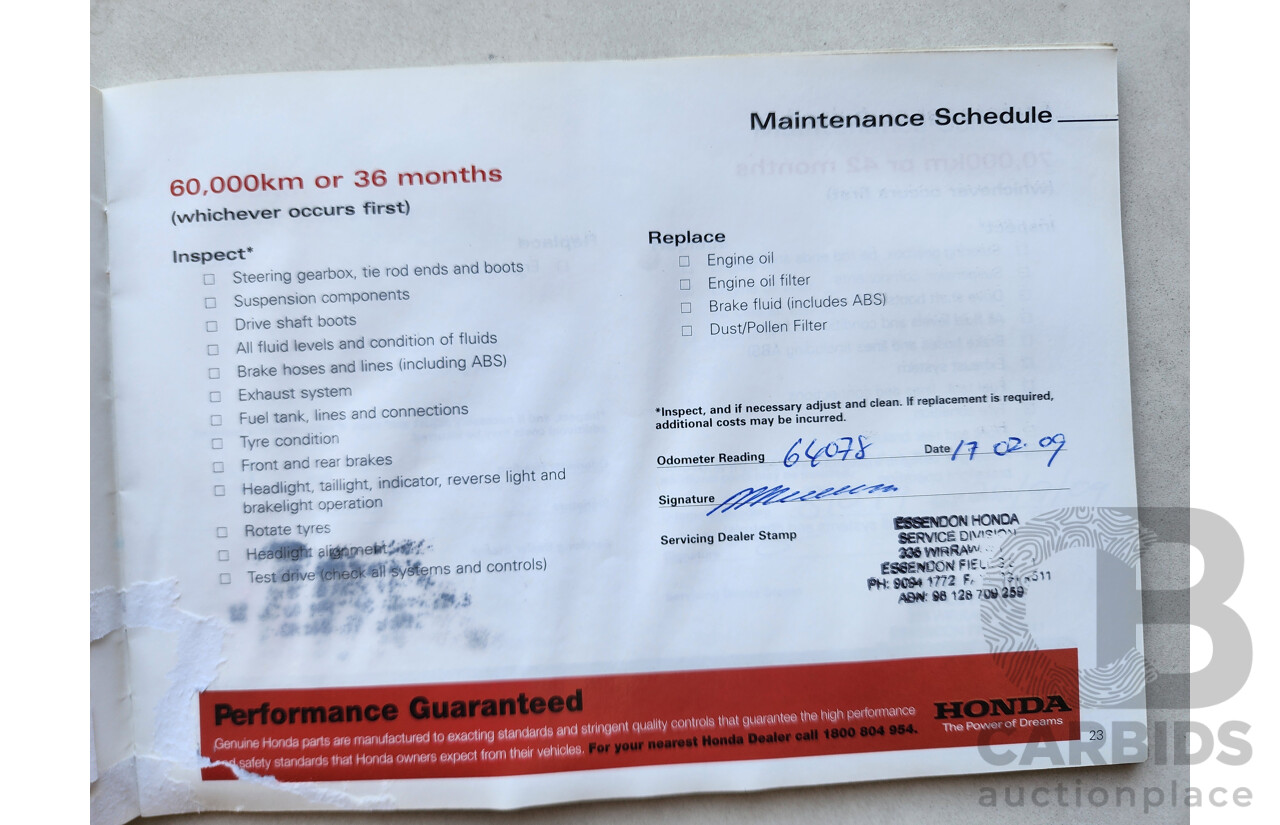 Maintenance Schedule
60,000km or 36 months
(whichever occurs first)
Inspect*
Steering gearbox, tie rod ends and boots
Suspension components
Drive shaft boots
All fluid levels and condition of fluids
Brake hoses and lines (including ABS)
Exhaust system
Fuel tank, lines and connections
Tyre condition
Front and rear brakes
Headlight, taillight, indicator, reverse light and
brakelight operation
Rotate tyres
Headlight alignment
Test drive (check all systems and controls)
Replace
Engine oil
Engine oil filter
Brake fluid (includes ABS)
Dust/Pollen Filter
*Inspect, and if necessary adjust and clean. If replacement is required,
additional costs may be incurred.
Odometer Reading 64078 Date 17 02.09
Signature
Servicing Dealer Stamp
ESSENDON HONDA
SERVICE DIVISION
336 
ESSENDON
PH: 9094 1772
ABN: 98 128 709 259
Performance Guaranteed
Genuine Honda parts are manufactured to exacting standards and stringent quality controls that guarantee the high performance
and safety standards that Honda owners expect from their vehicles. For your nearest Honda Dealer call 1800 804 954.
HONDA
The Power of Dreams
23
CB
CARBIDS
auctionplace